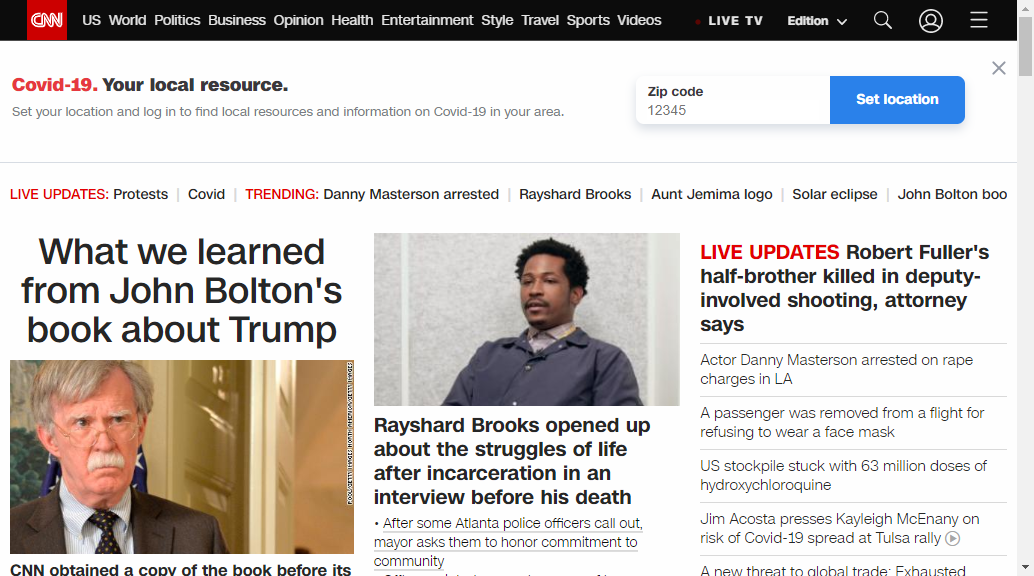 CNN US World Politics Business Opinion Health Entertainment Style Travel Sports Videos LIVE TV Edition
Covid-19. Your local resource.
Set your location and log in to find local resources and information on Covid-19 in your area.
Zip code
12345
Set location
LIVE UPDATES: Protests | Covid | TRENDING: Danny Masterson arrested | Rayshard Brooks | Aunt Jemima logo | Solar eclipse | John Bolton boo
What we learned
from John Bolton's
book about Trump
POOL/GETTY IMAGES NORTH AMERICA/GETTY IMAGES
CNN obtained a copy of the book before its
Rayshard Brooks opened up
about the struggles of life
after incarceration in an
interview before his death
• After some Atlanta police officers call out,
mayor asks them to honor commitment to
community
LIVE UPDATES Robert Fuller's
half-brother killed in deputy-
involved shooting, attorney
says
Actor Danny Masterson arrested on rape
charges in LA
A passenger was removed from a flight for
refusing to wear a face mask
US stockpile stuck with 63 million doses of
hydroxychloroquine
Jim Acosta presses Kayleigh McEnany on
risk of Covid-19 spread at Tulsa rally
A new threat to global trade: Exhausted